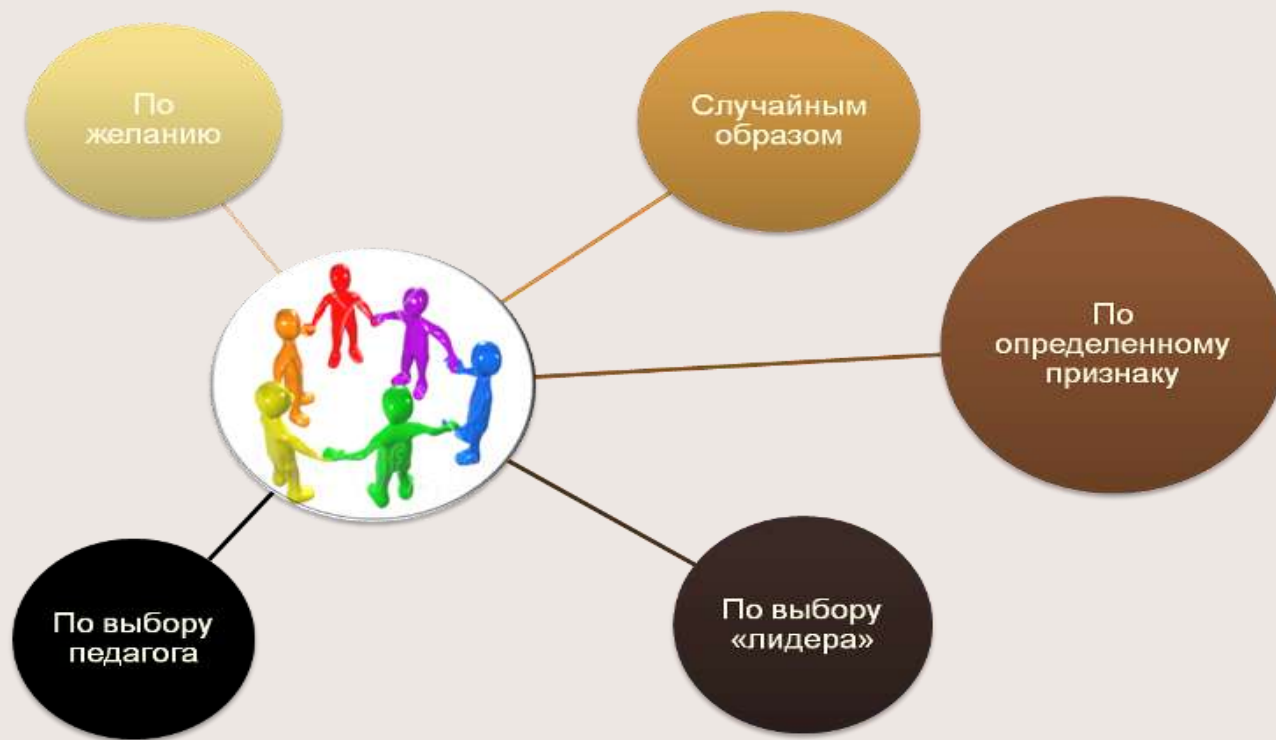 По
желанию
Случайным
образом
По
определенному
признаку
По выбору
«лидера»
По выбору
педагога